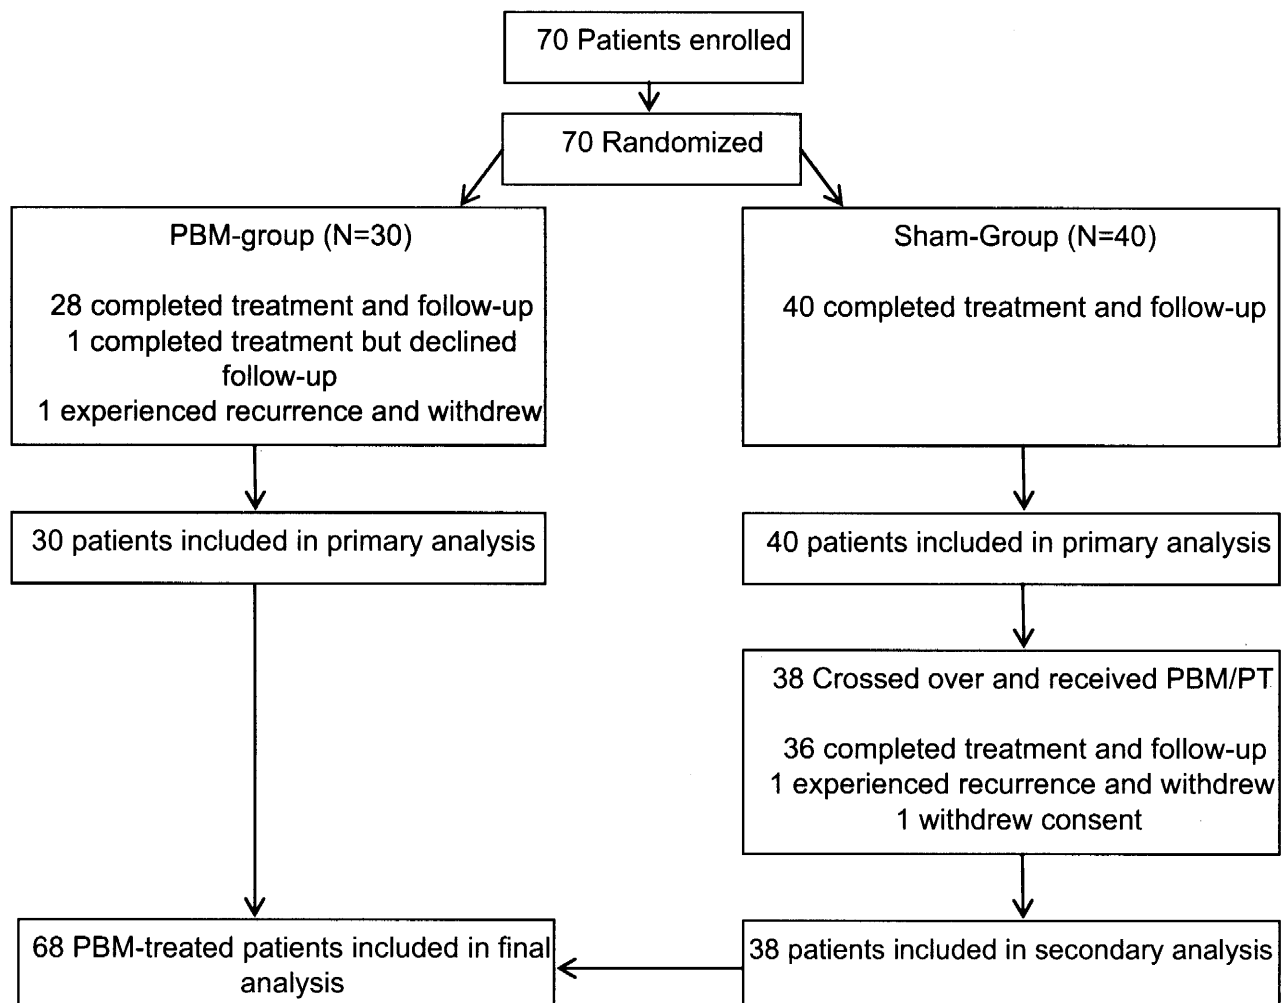 70 Patients enrolled
70 Randomized
PBM-group (N=30)
28 completed treatment and follow-up
1 completed treatment but declined
follow-up
1 experienced recurrence and withdrew
Sham-Group (N=40)
40 completed treatment and follow-up
30 patients included in primary analysis
40 patients included in primary analysis
38 Crossed over and received PBM/PT
36 completed treatment and follow-up
1 experienced recurrence and withdrew
1 withdrew consent
68 PBM-treated patients included in final
analysis
38 patients included in secondary analysis